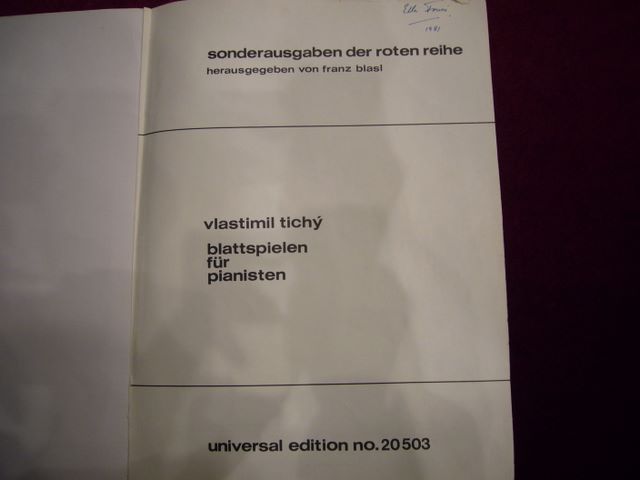 1981
sonderausgaben der roten reihe
herausgegeben von franz blasl
vlastimil tichý
blattspielen
für
pianisten
universal edition no. 20503